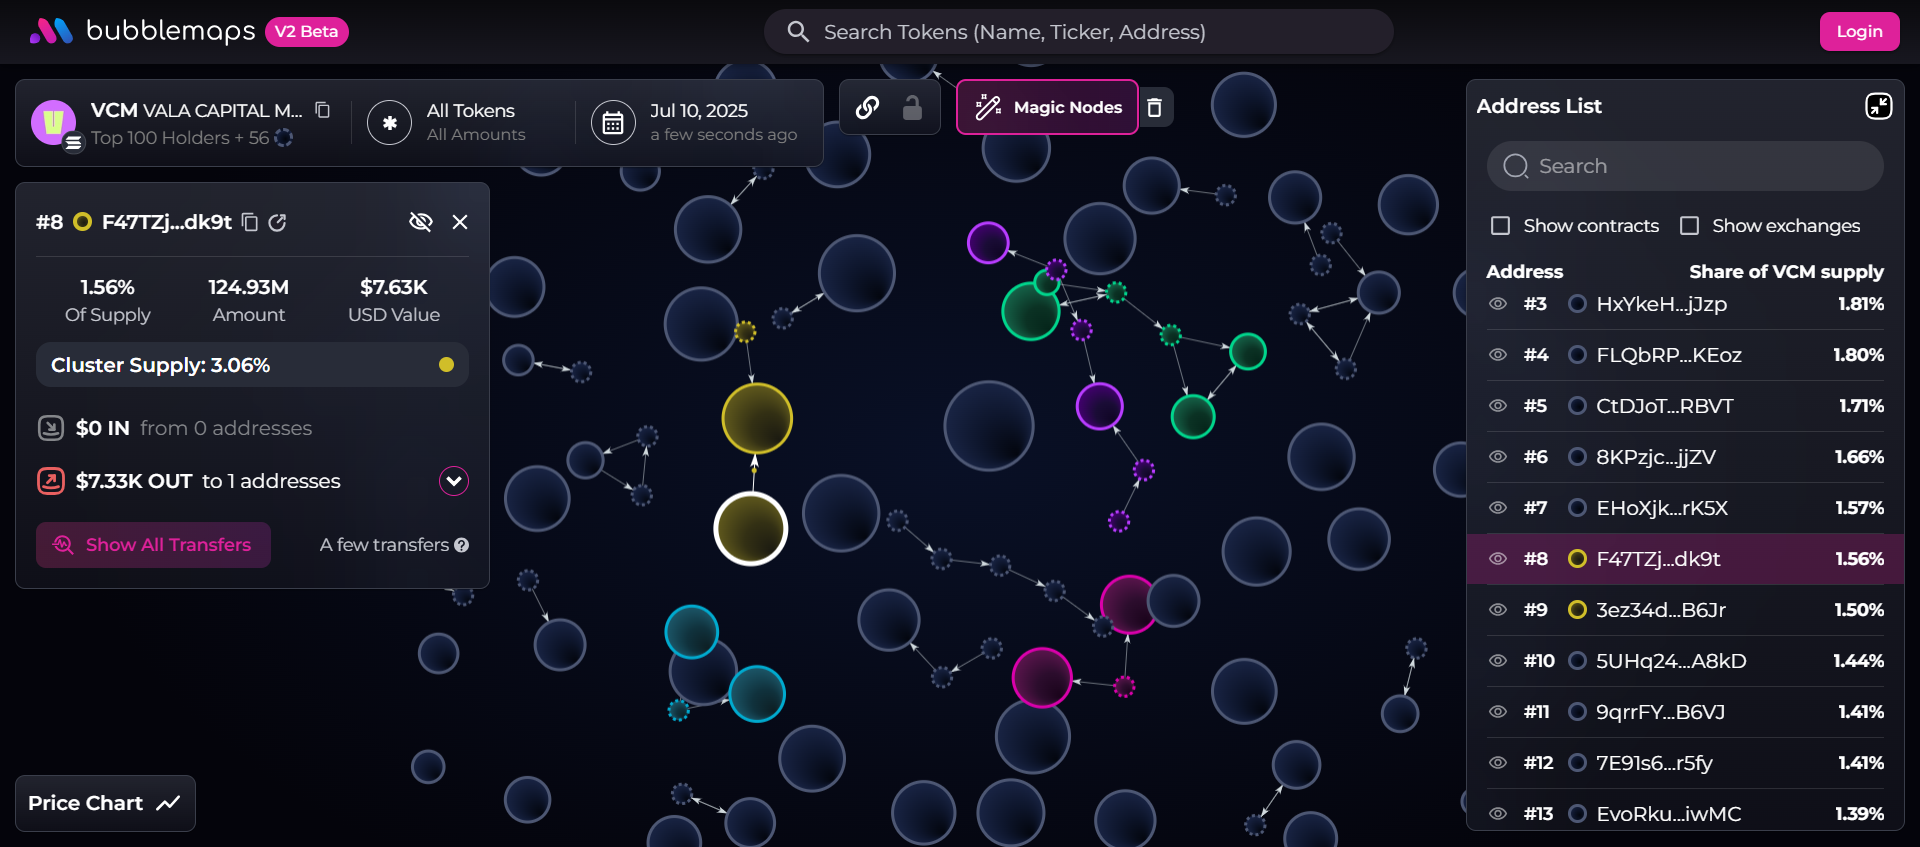 bubblemaps V2 Beta
Search Tokens (Name, Ticker, Address)
Login
VCM VALA CAPITAL M...
Top 100 Holders + 56
All Tokens
All Amounts
Jul 10, 2025
a few seconds ago
Magic Nodes
#8 F47TZj...dk9t
1.56% 124.93M $7.63K
Of Supply Amount USD Value
Cluster Supply: 3.06%
$0 IN from 0 addresses
$7.33K OUT to 1 addresses
Show All Transfers A few transfers ?
Price Chart
Address List
Search
Show contracts Show exchanges
Address Share of VCM supply
#3 HxYkeH...jJzp 1.81%
#4 FLQbRP...KEoz 1.80%
#5 CtDJoT...RBVT 1.71%
#6 8KPzjc...jjZV 1.66%
#7 EHoXjk...rK5X 1.57%
#8 F47TZj...dk9t 1.56%
#9 3ez34d...B6Jr 1.50%
#10 5UHq24...A8kD 1.44%
#11 9qrrFY...B6VJ 1.41%
#12 7E91s6...r5fy 1.41%
#13 EvoRku...iwMC 1.39%